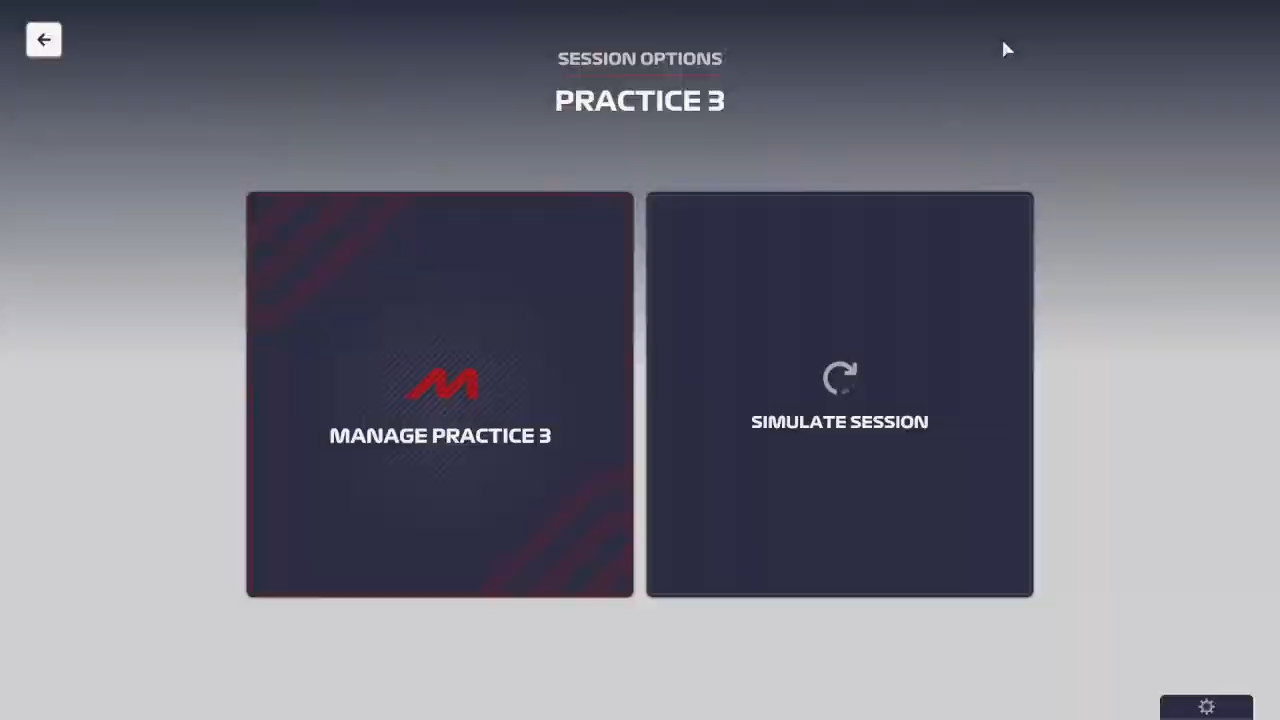 SESSION OPTIONS
PRACTICE 3
MANAGE PRACTICE 3
SIMULATE SESSION